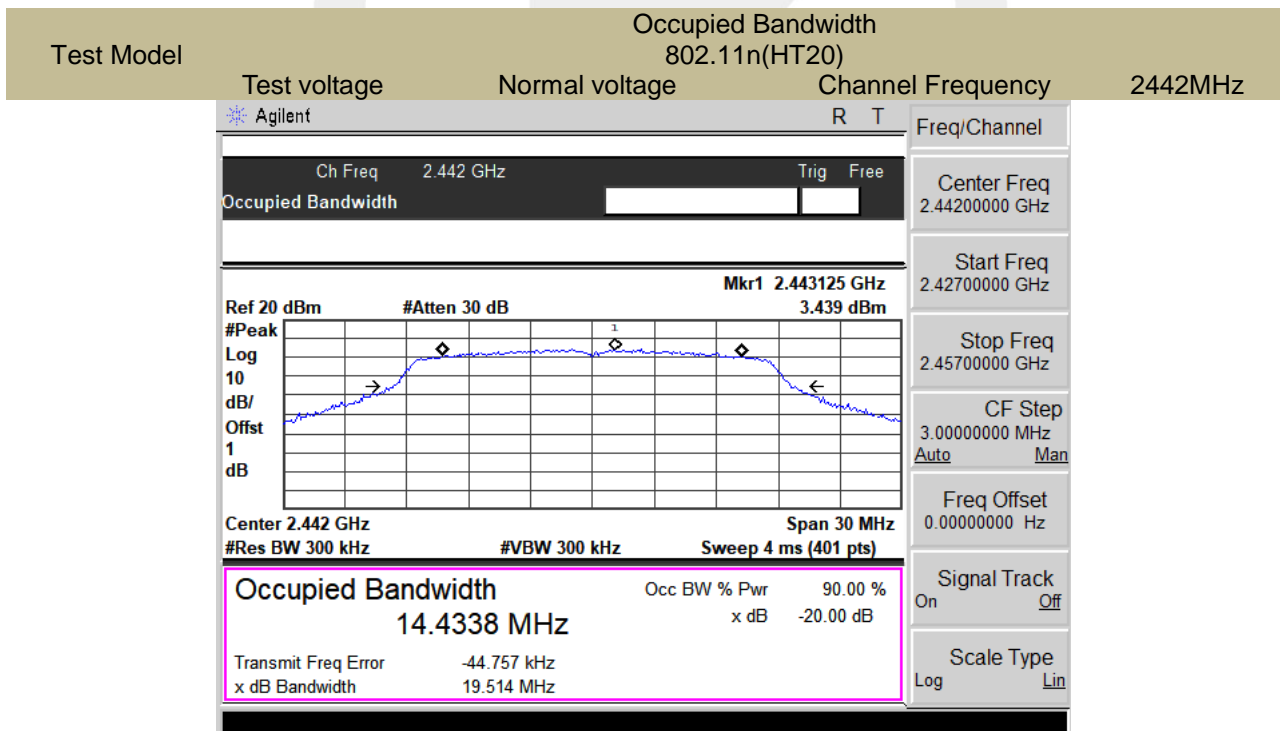 Occupied Bandwidth
Test Model 802.11n(HT20)
Test voltage Normal voltage Channel Frequency 2442MHz
Agilent R T
Freq/Channel
Ch Freq 2.442 GHz Trig Free
Occupied Bandwidth
Center Freq
2.44200000 GHz
Start Freq
2.42700000 GHz
Mkr1 2.443125 GHz
Ref 20 dBm #Atten 30 dB 3.439 dBm
#Peak
Log
10
dB/
Offst
1
dB
1
Stop Freq
2.45700000 GHz
CF Step
3.00000000 MHz
Auto Man
Center 2.442 GHz Span 30 MHz
#Res BW 300 kHz #VBW 300 kHz Sweep 4 ms (401 pts)
Freq Offset
0.00000000 Hz
Occupied Bandwidth Occ BW % Pwr 90.00 %
14.4338 MHz x dB -20.00 dB
Transmit Freq Error -44.757 kHz
x dB Bandwidth 19.514 MHz
Signal Track
On Off
Scale Type
Log Lin